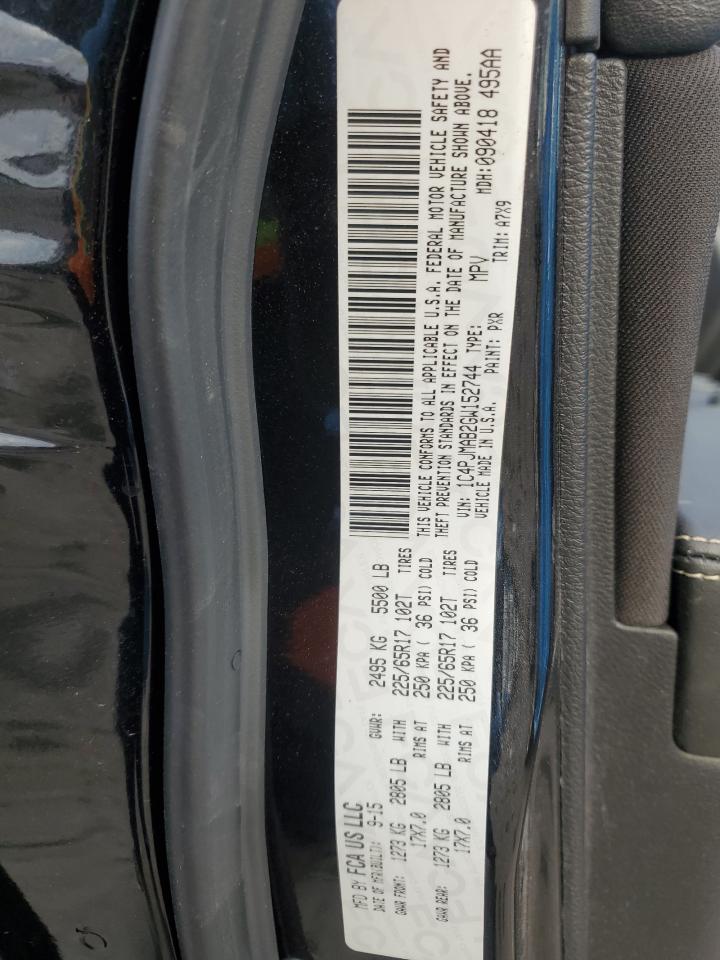 MFD BY FCA US LLC
DATE OF MFR(BUILT): 9-15 GVWR: 2495 KG 5500 LB
GAWR FRONT: 1273 KG 2805 LB WITH 225/65R17 102T TIRES
17X7.0 RIMS AT 250 KPA ( 36 PSI) COLD
GAWR REAR: 1273 KG 2805 LB WITH 225/65R17 102T TIRES
17X7.0 RIMS AT 250 KPA ( 36 PSI) COLD
THIS VEHICLE CONFORMS TO ALL APPLICABLE U.S.A. FEDERAL MOTOR VEHICLE SAFETY AND
THEFT PREVENTION STANDARDS IN EFFECT ON THE DATE OF MANUFACTURE SHOWN ABOVE.
VIN: 1C4PJMAB2GW152744 TYPE: MPV MDH:090418 495AA
VEHICLE MADE IN U.S.A. PAINT: PXR TRIM: A7X9